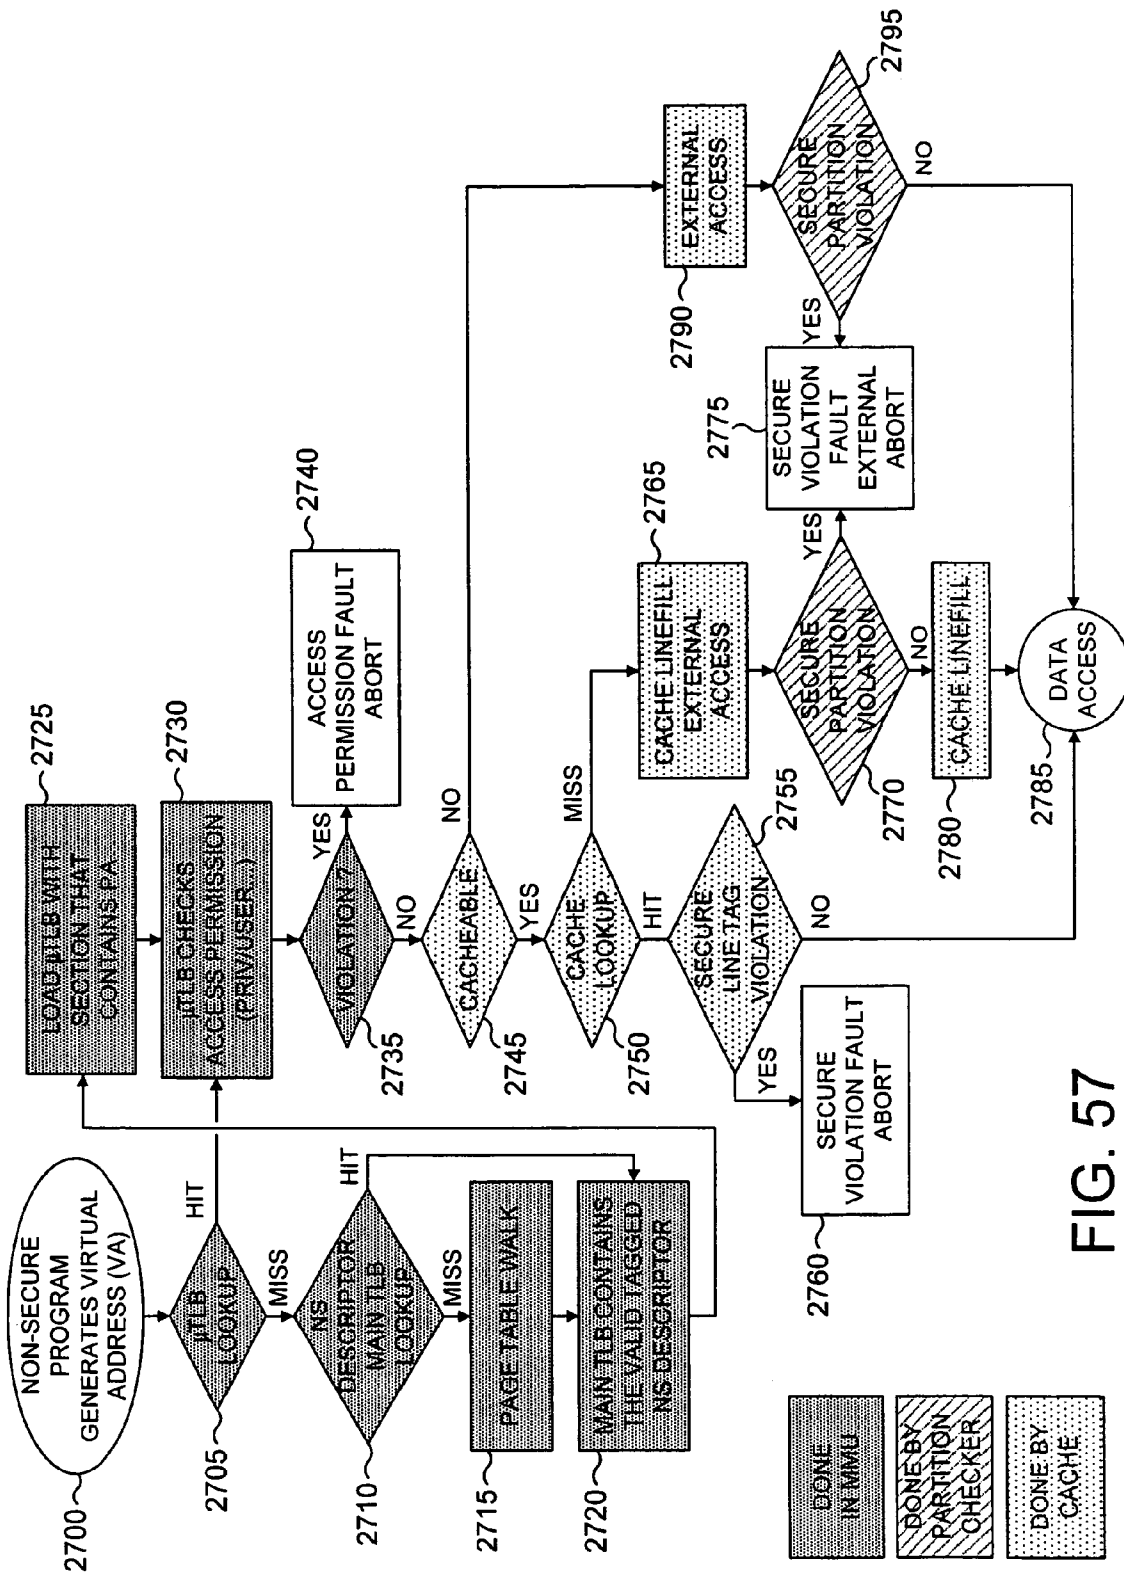 2700
NON-SECURE
PROGRAM
GENERATES VIRTUAL
ADDRESS (VA)
2705
µTLB
LOOKUP
HIT
MISS
2710
NS
DESCRIPTOR
MAIN TLB
LOOKUP
HIT
MISS
2715
PAGE TABLE WALK
2720
MAIN TLB CONTAINS
THE VALID TAGGED
NS DESCRIPTOR
2725
LOAD µTLB WITH
SECTION THAT
CONTAINS PA
2730
µTLB CHECKS
ACCESS PERMISSION
(PRIV/USER)
2735
VIOLATION ?
YES
NO
2740
ACCESS
PERMISSION FAULT
ABORT
2745
CACHEABLE
NO
YES
2750
CACHE
LOOKUP
MISS
HIT
2755
SECURE
LINE TAG
VIOLATION
YES
NO
2760
SECURE
VIOLATION FAULT
ABORT
2765
CACHE LINEFILL
EXTERNAL
ACCESS
2770
SECURE
PARTITION
VIOLATION
YES
NO
2775
SECURE
VIOLATION
FAULT
EXTERNAL
ABORT
2780
CACHE LINEFILL
2785
DATA
ACCESS
2790
EXTERNAL
ACCESS
2795
SECURE
PARTITION
VIOLATION
YES
NO
DONE
IN MMU
DONE BY
PARTITION
CHECKER
DONE BY
CACHE
FIG. 57